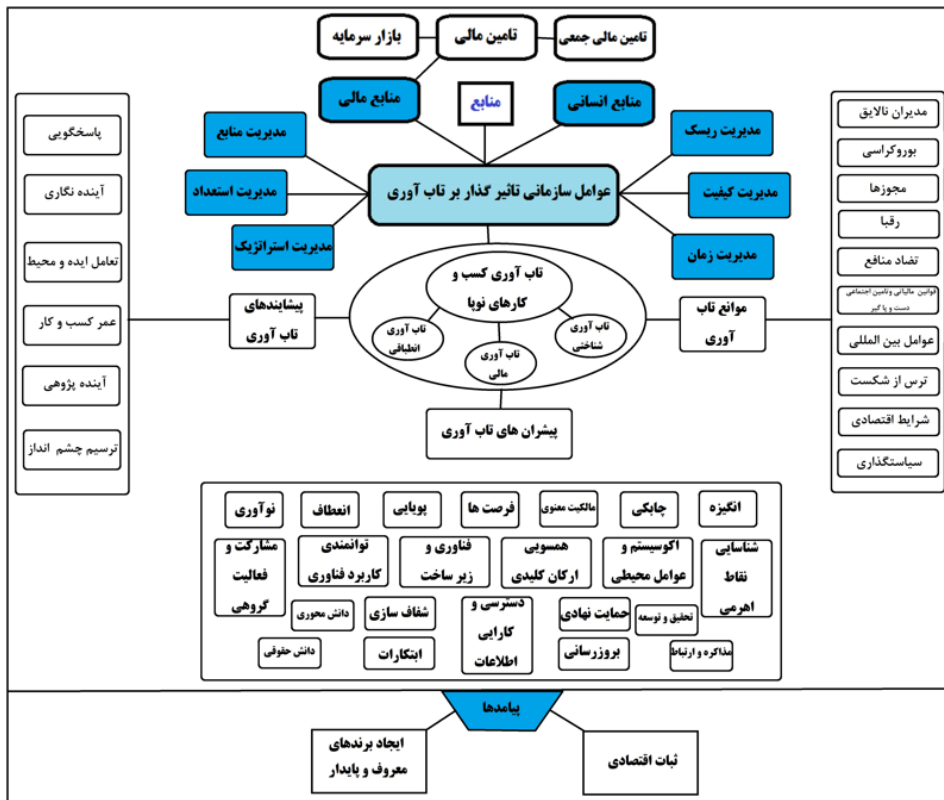 تامین مالی جمعی
تامین مالی
بازار سرمایه
منابع انسانی
منابع
منابع مالی
مدیریت ریسک
مدیریت کیفیت
مدیریت زمان
عوامل سازمانی تاثیر گذار بر تاب آوری
مدیریت منابع
مدیریت استعداد
مدیریت استراتژیک
مدیران نالایق
بوروکراسی
مجوزها
رقبا
تضاد منافع
قوانین مالیاتی و تامین اجتماعی
دست و پا گیر
عوامل بین المللی
ترس از شکست
شرایط اقتصادی
سیاستگذاری
موانع تاب
آوری
تاب آوری کسب و
کارهای نوپا
تاب آوری
شناختی
تاب آوری
مالی
تاب آوری
انطباقی
پیشایندهای
تاب آوری
پاسخگویی
آینده نگاری
تعامل ایده و محیط
عمر کسب و کار
آینده پژوهی
ترسیم چشم انداز
پیشران های تاب آوری
انگیزه
چابکی
مالکیت معنوی
فرصت ها
پویایی
انعطاف
نوآوری
شناسایی
نقاط
اهرمی
اکوسیستم و
عوامل محیطی
همسویی
ارکان کلیدی
فناوری و
زیر ساخت
توانمندی
کاربرد فناوری
مشارکت و
فعالیت
گروهی
تحقیق و توسعه
حمایت نهادی
دسترسی و
کارایی
اطلاعات
شفاف سازی
دانش محوری
مذاکره و ارتباط
بروزرسانی
ابتکارات
دانش حقوقی
پیامدها
ثبات اقتصادی
ایجاد برندهای
معروف و پایدار